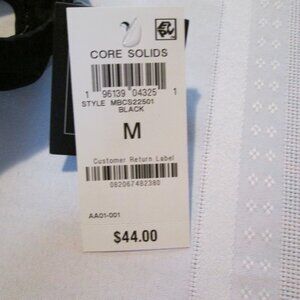 CORE SOLIDS
1 96139 04325 1
STYLE MBCS22501
BLACK
M
Customer Return Label
082067482380
AA01-001
$44.00